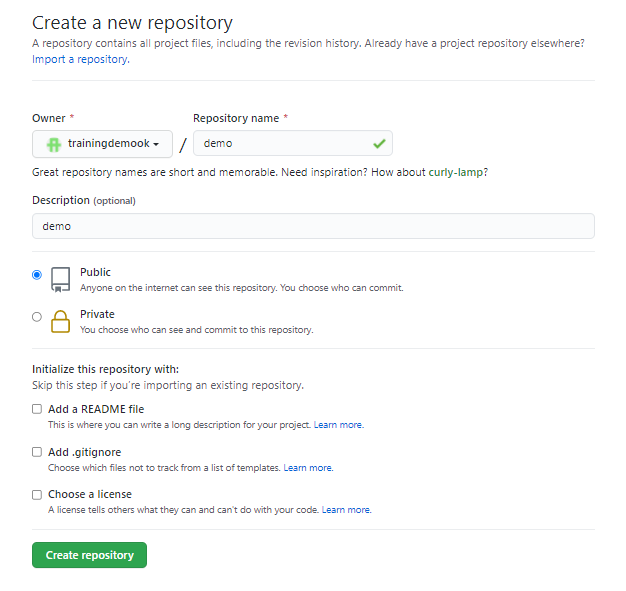 Create a new repository
A repository contains all project files, including the revision history. Already have a project repository elsewhere?
Import a repository.
Owner *
Repository name *
trainingdemook
/
demo
Great repository names are short and memorable. Need inspiration? How about curly-lamp?
Description (optional)
demo
Public
Anyone on the internet can see this repository. You choose who can commit.
Private
You choose who can see and commit to this repository.
Initialize this repository with:
Skip this step if you're importing an existing repository.
Add a README file
This is where you can write a long description for your project. Learn more.
Add .gitignore
Choose which files not to track from a list of templates. Learn more.
Choose a license
A license tells others what they can and can't do with your code. Learn more.
Create repository